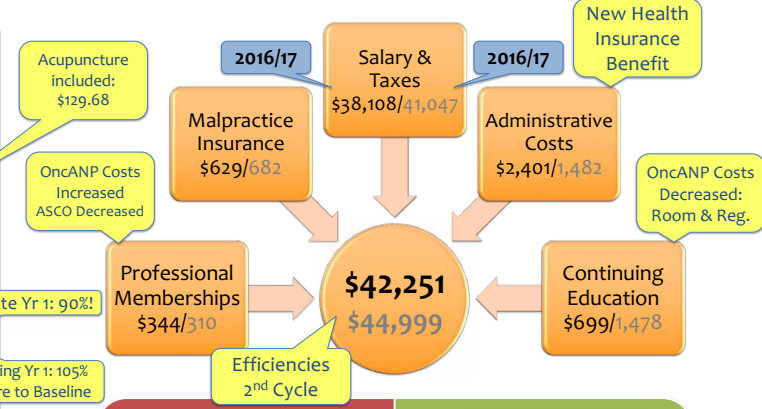 New Health
Insurance
Benefit
Acupuncture
included:
$129.68
2016/17
Salary &
Taxes
$38,108/41,047
2016/17
Malpractice
Insurance
$629/682
Administrative
Costs
$2,401/1,482
OncANP Costs
Increased
ASCO Decreased
OncANP Costs
Decreased:
Room & Reg.
Professional
Memberships
$344/310
$42,251
$44,999
Continuing
Education
$699/1,478
te Yr 1: 90%!
Efficiencies
2nd Cycle
ing Yr 1: 105%
re to Baseline